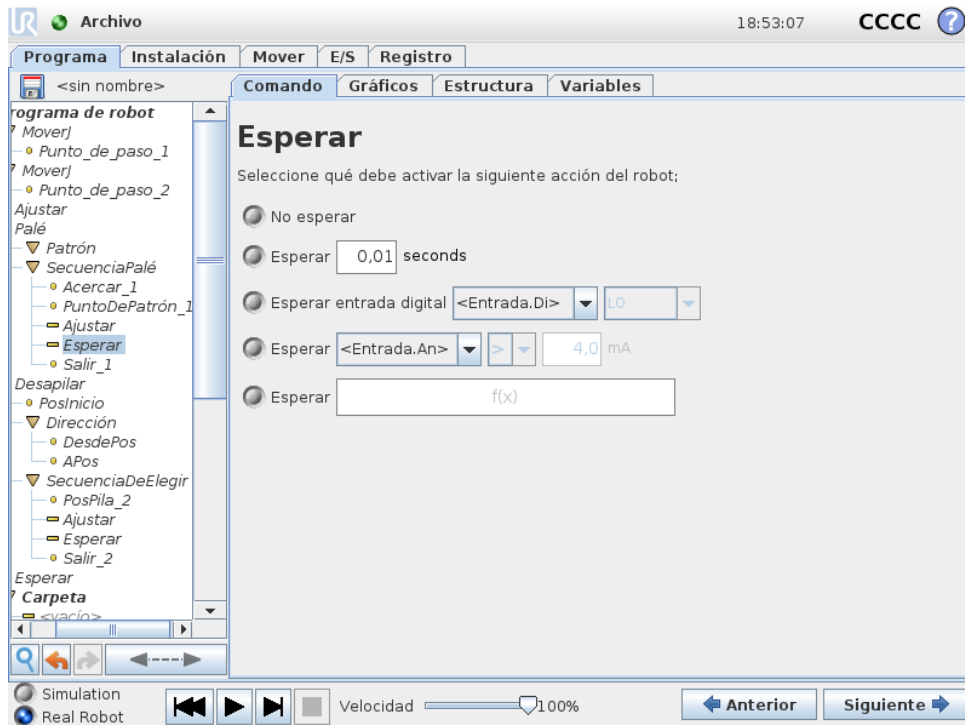 UR Archivo 18:53:07 CCCC ?
Programa Instalación Mover E/S Registro
<sin nombre> Comando Gráficos Estructura Variables
rograma de robot
MoverJ
Punto_de_paso_1
MoverJ
Punto_de_paso_2
Ajustar
Palé
Patrón
SecuenciaPalé
Acercar_1
PuntoDePatrón_1
Ajustar
Esperar
Salir_1
Desapilar
PosInicio
Dirección
DesdePos
APos
SecuenciaDeElegir
PosPila_2
Ajustar
Esperar
Salir_2
Esperar
Carpeta
<vacío>
Esperar
Seleccione qué debe activar la siguiente acción del robot;
No esperar
Esperar 0,01 seconds
Esperar entrada digital <Entrada.Di> LO
Esperar <Entrada.An> > 4,0 mA
Esperar f(x)
Simulation
Real Robot
Velocidad 100% Anterior Siguiente